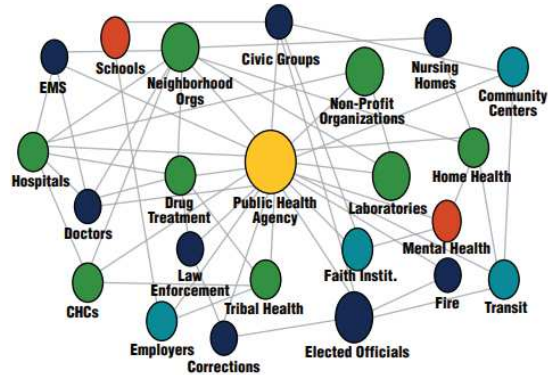 Schools
Civic Groups
EMS
Neighborhood
Orgs
Nursing
Homes
Non-Profit
Organizations
Community
Centers
Hospitals
Drug
Treatment
Public Health
Agency
Laboratories
Home Health
Doctors
Mental Health
Law
Enforcement
Faith Instit.
CHCs
Tribal Health
Fire
Transit
Employers
Corrections
Elected Officials